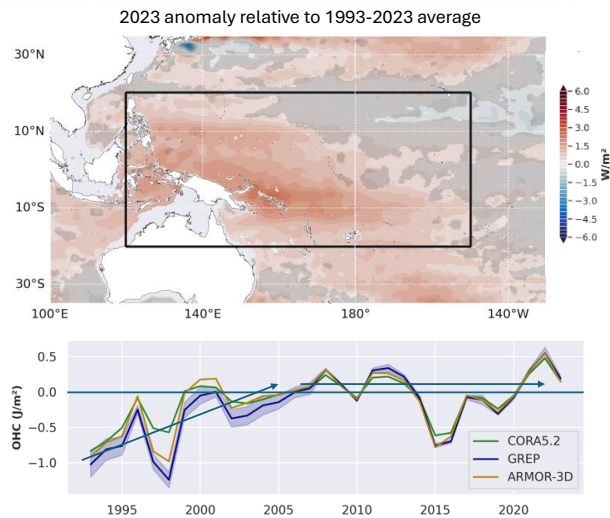 2023 anomaly relative to 1993-2023 average
30°N
10°N
10°S
30°S
100°E
140°E
180°
140°W
6.0
4.5
3.0
1.5
0.0
−1.5
−3.0
−4.5
−6.0
W/m²
OHC (J/m²)
0.5
0.0
−0.5
−1.0
CORA5.2
GREP
ARMOR-3D
1995
2000
2005
2010
2015
2020